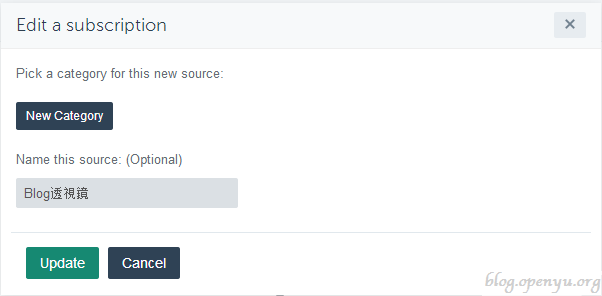 Edit a subscription
×
Pick a category for this new source:
New Category
Name this source: (Optional)
Blog透視鏡
Update
Cancel
blog.openyu.org